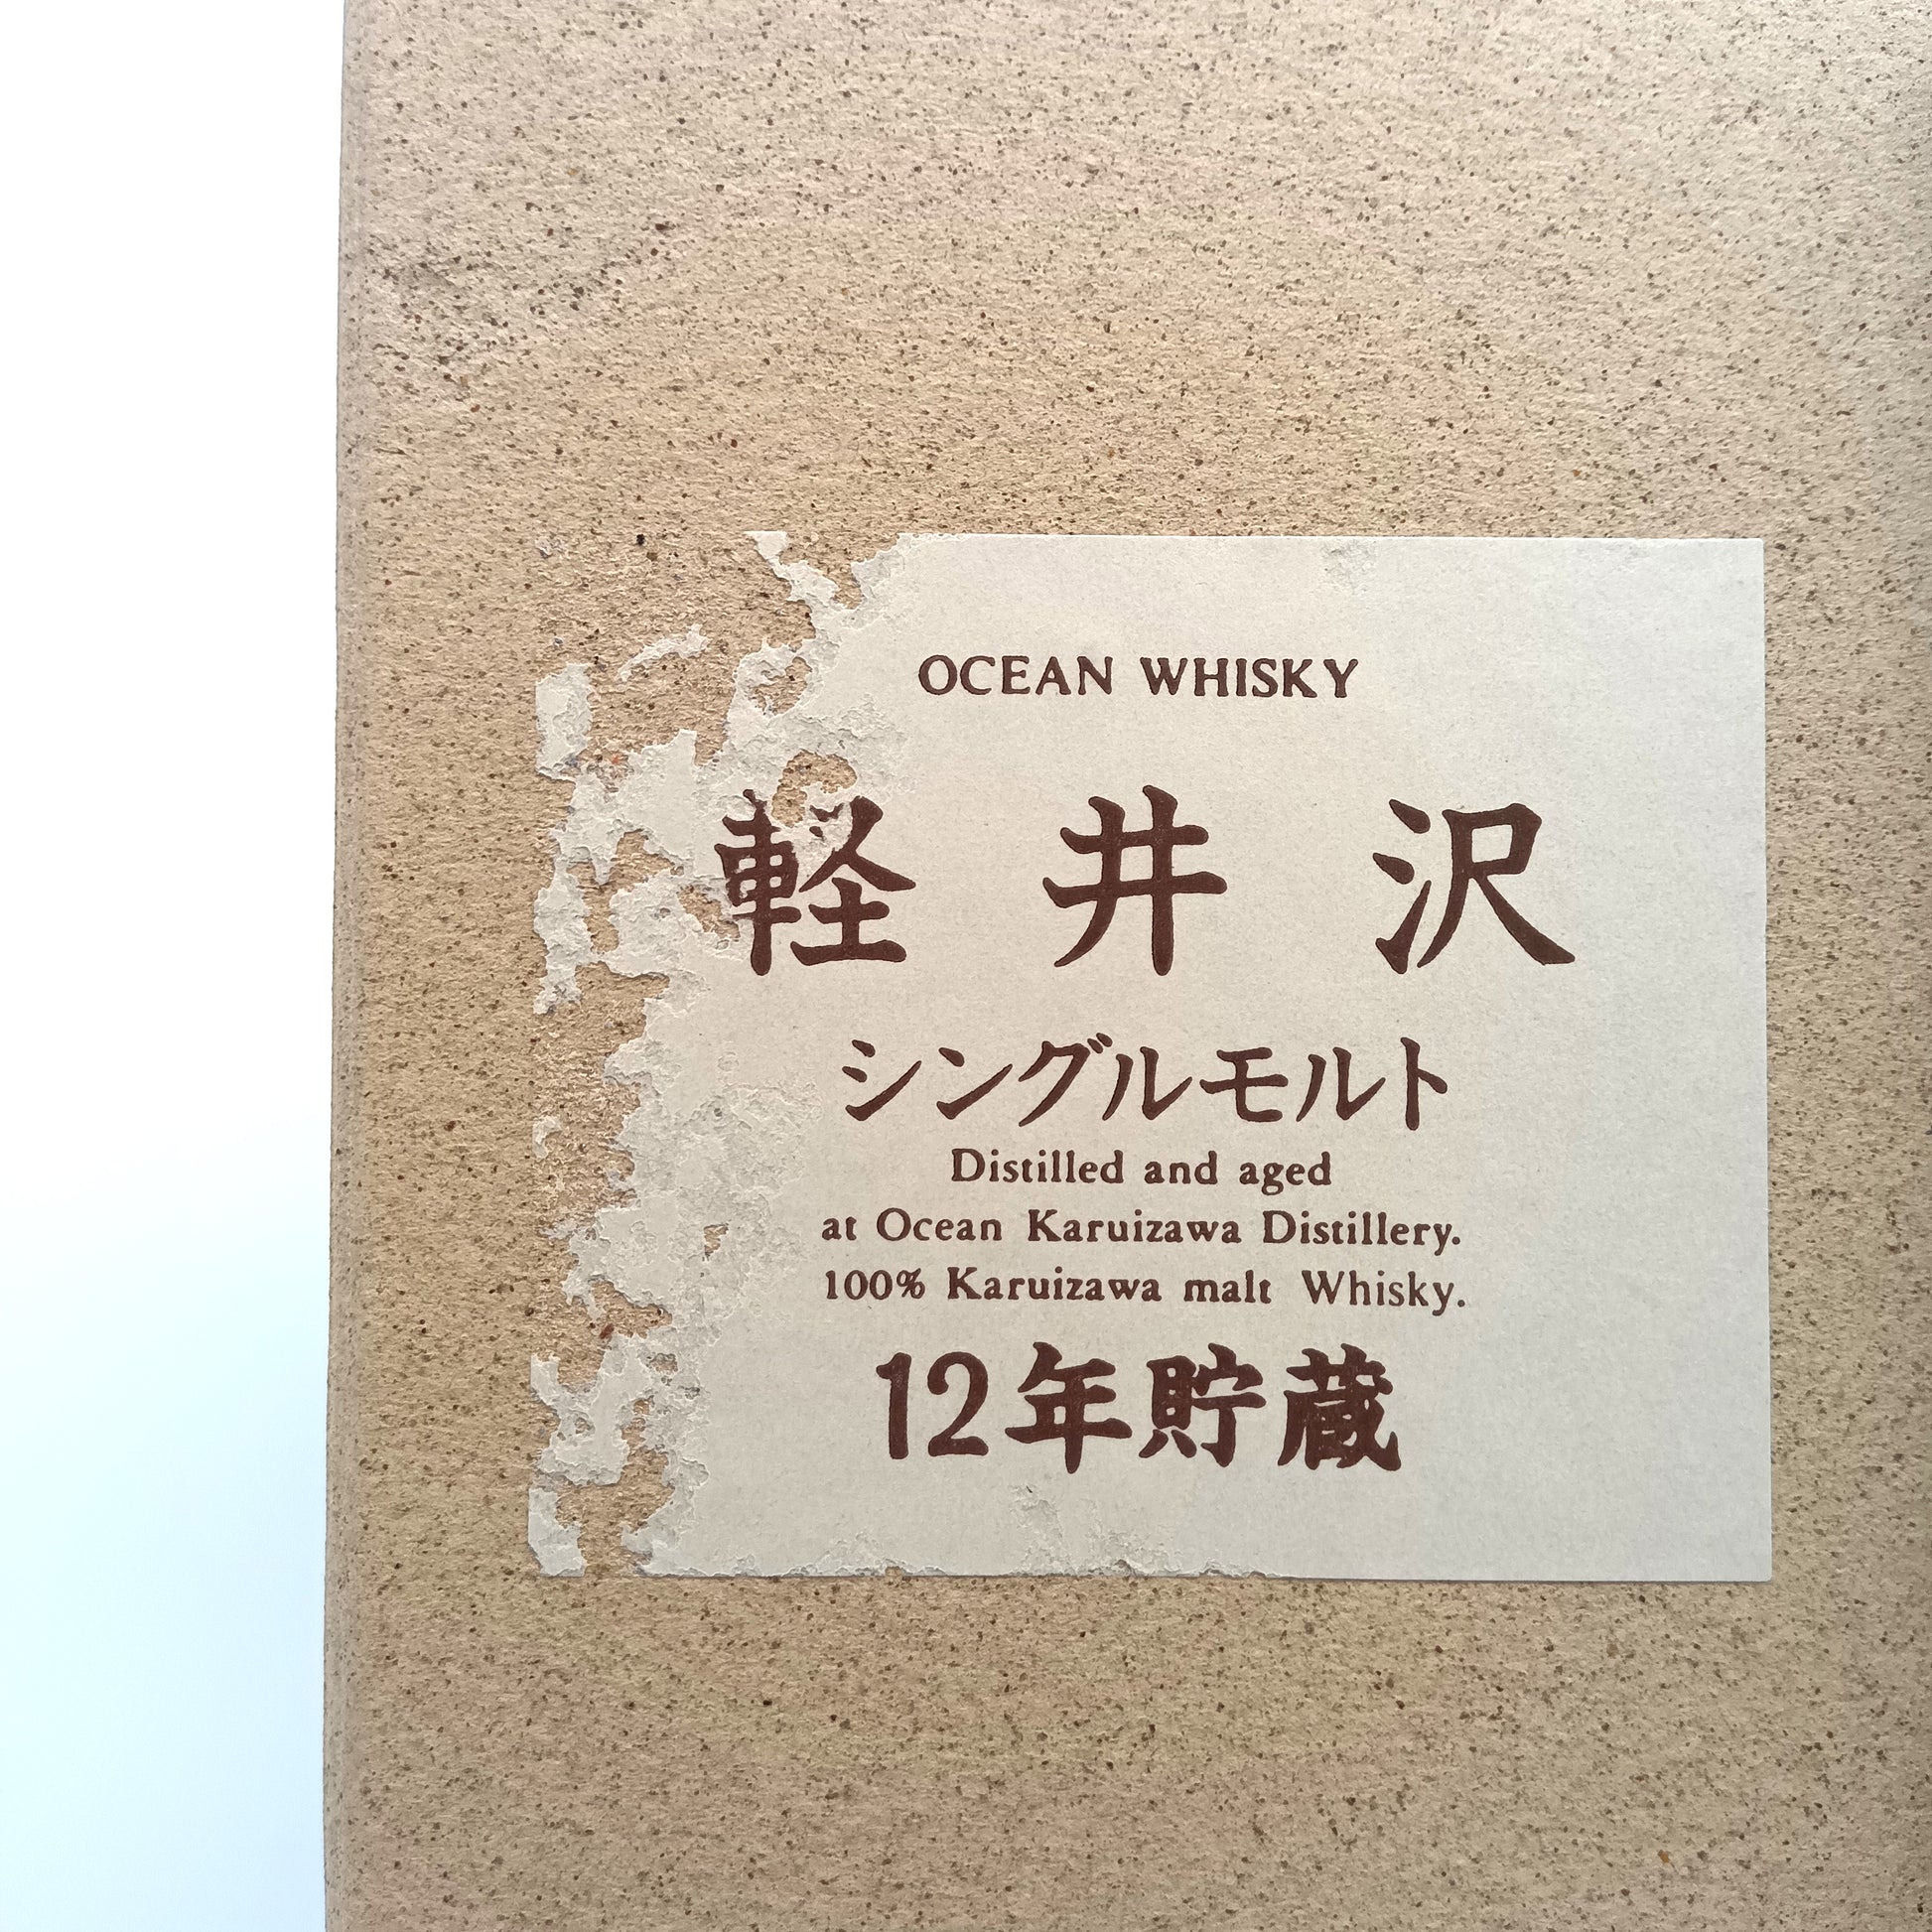 OCEAN WHISKY
軽井沢
シングルモルト
Distilled and aged
at Ocean Karuizawa Distillery.
100% Karuizawa malt Whisky.
12年貯蔵